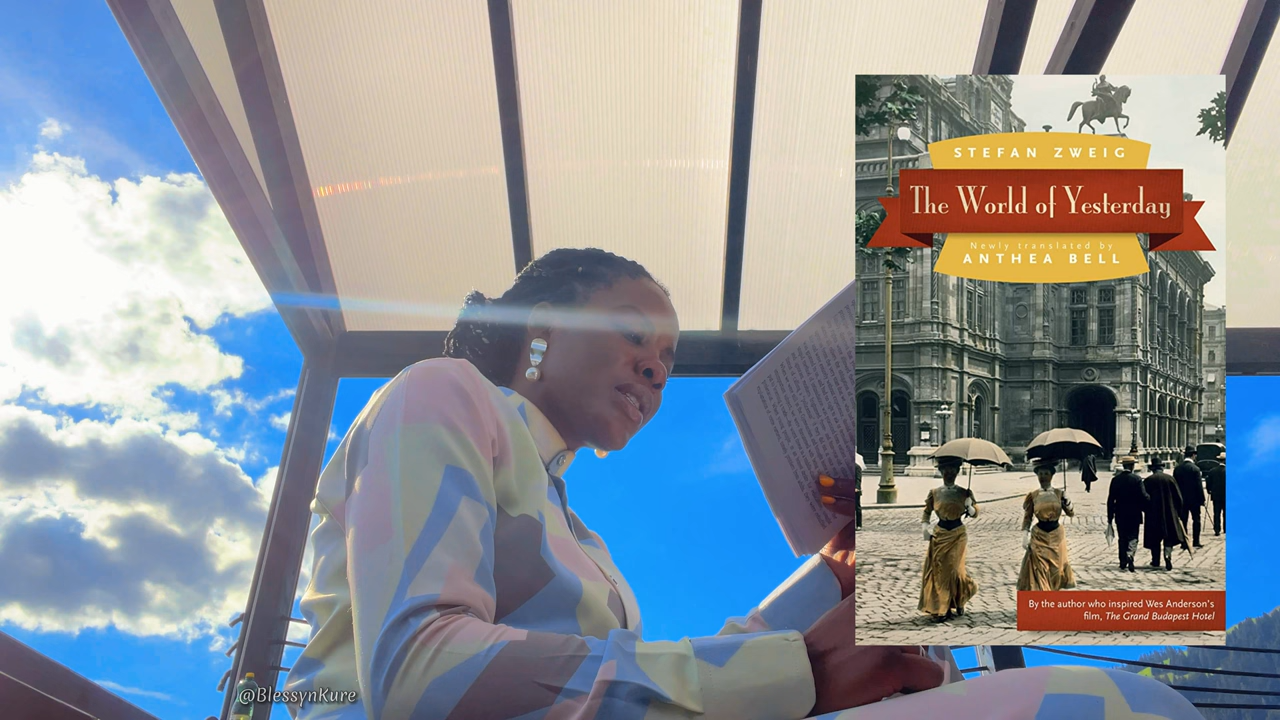 STEFAN ZWEIG
The World of Yesterday
Newly translated by
ANTHEA BELL
By the author who inspired Wes Anderson's
film, The Grand Budapest Hotel
@BlessynKure